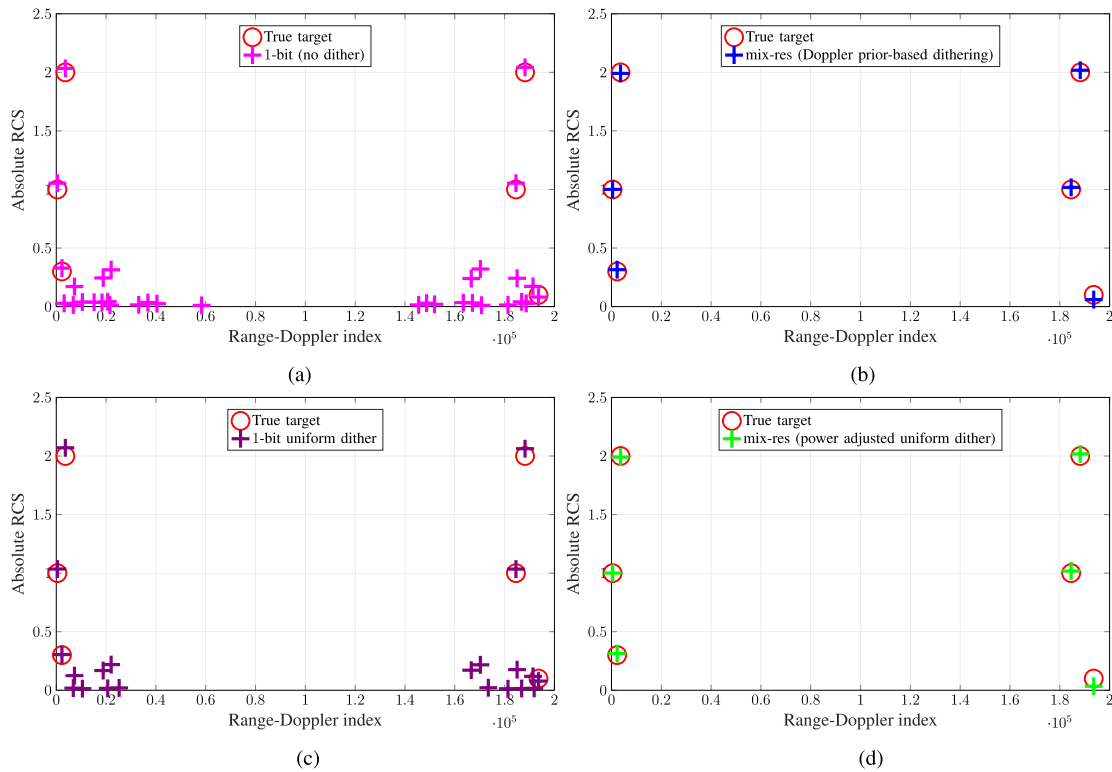 2.5
2
1.5
1
0.5
0
Absolute RCS
True target
1-bit (no dither)
0 0.2 0.4 0.6 0.8 1 1.2 1.4 1.6 1.8 2
Range-Doppler index
·10⁵
(a)
2.5
2
1.5
1
0.5
0
Absolute RCS
True target
mix-res (Doppler prior-based dithering)
0 0.2 0.4 0.6 0.8 1 1.2 1.4 1.6 1.8 2
Range-Doppler index
·10⁵
(b)
2.5
2
1.5
1
0.5
0
Absolute RCS
True target
1-bit uniform dither
0 0.2 0.4 0.6 0.8 1 1.2 1.4 1.6 1.8 2
Range-Doppler index
·10⁵
(c)
2.5
2
1.5
1
0.5
0
Absolute RCS
True target
mix-res (power adjusted uniform dither)
0 0.2 0.4 0.6 0.8 1 1.2 1.4 1.6 1.8 2
Range-Doppler index
·10⁵
(d)